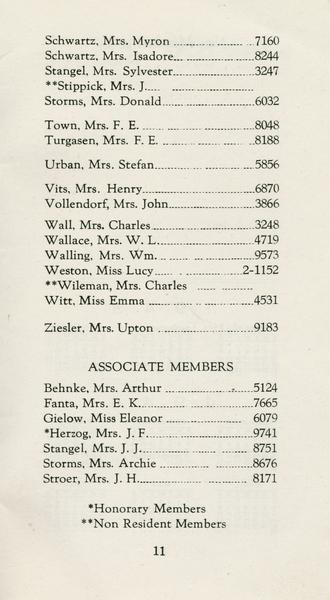 Schwartz, Mrs. Myron ........................ 7160
Schwartz, Mrs. Isadore........................ 8244
Stangel, Mrs. Sylvester........................ 3247
**Stippick, Mrs. J. ........................
Storms, Mrs. Donald........................ 6032
Town, Mrs. F. E. ........................ 8048
Turgasen, Mrs. F. E. ........................ 8188
Urban, Mrs. Stefan........................ 5856
Vits, Mrs. Henry........................ 6870
Vollendorf, Mrs. John........................ 3866
Wall, Mrs. Charles ........................ 3248
Wallace, Mrs. W. L. ........................ 4719
Walling, Mrs. Wm. ........................ 9573
Weston, Miss Lucy ........................ 2-1152
**Wileman, Mrs. Charles ........................
Witt, Miss Emma ........................ 4531
Ziesler, Mrs. Upton ........................ 9183
ASSOCIATE MEMBERS
Behnke, Mrs. Arthur ........................ 5124
Fanta, Mrs. E. K. ........................ 7665
Gielow, Miss Eleanor ........................ 6079
*Herzog, Mrs. J. F. ........................ 9741
Stangel, Mrs. J. J. ........................ 8751
Storms, Mrs. Archie ........................ 8676
Stroer, Mrs. J. H. ........................ 8171
*Honorary Members
**Non Resident Members
11